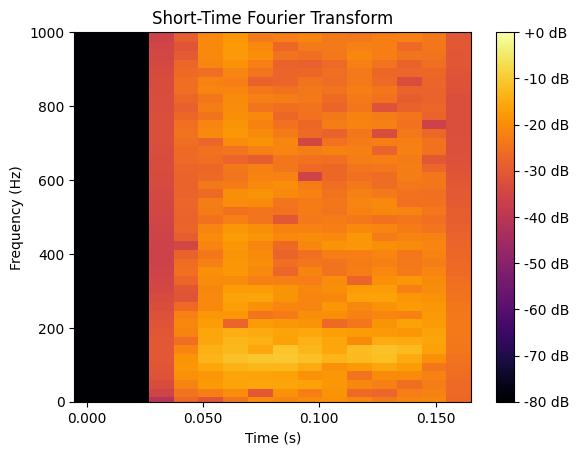 Short-Time Fourier Transform
1000
800
600
400
200
0
Frequency (Hz)
0.000
0.050
0.100
0.150
Time (s)
+0 dB
-10 dB
-20 dB
-30 dB
-40 dB
-50 dB
-60 dB
-70 dB
-80 dB